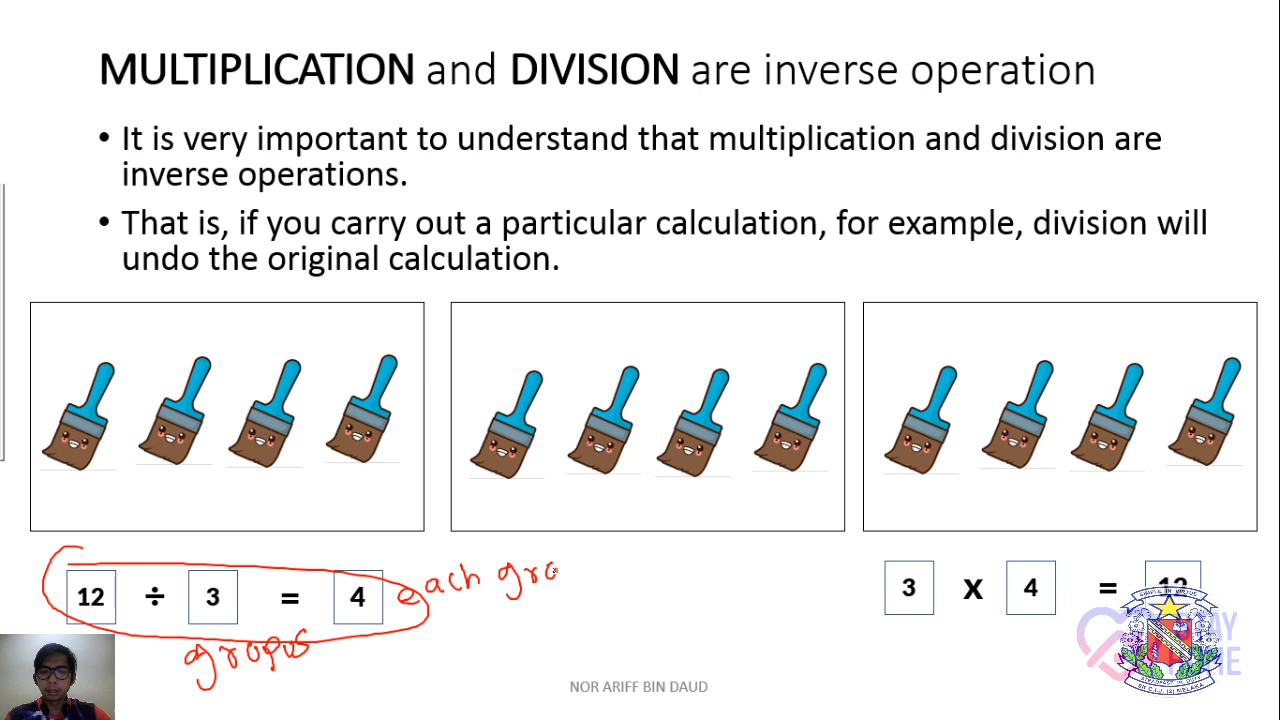 MULTIPLICATION and DIVISION are inverse operation
• It is very important to understand that multiplication and division are
inverse operations.
• That is, if you carry out a particular calculation, for example, division will
undo the original calculation.
12 ÷ 3 = 4 each gro
gropus
3 x 4 = 12
NOR ARIFF BIN DAUD